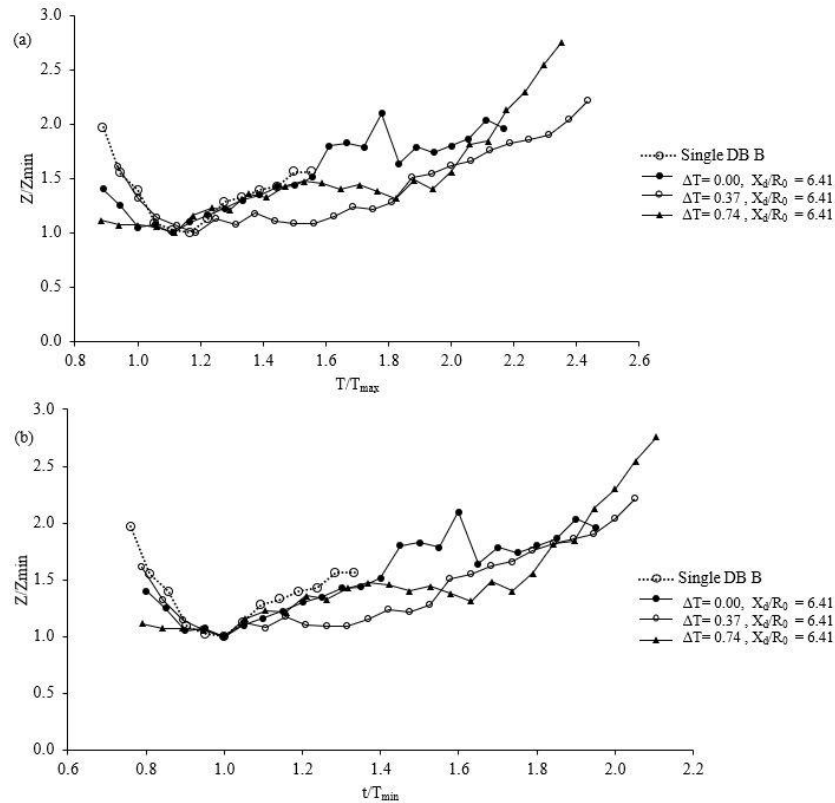 3.0
(a)
2.5
2.0
Z/Zmin
1.5
1.0
0.5
0.0
0.8 1.0 1.2 1.4 1.6 1.8 2.0 2.2 2.4 2.6
T/Tmax
Single DB B
ΔT= 0.00, Xd/R0 = 6.41
ΔT= 0.37 , Xd/R0 = 6.41
ΔT= 0.74 , Xd/R0 = 6.41
3.0
(b)
2.5
2.0
Z/Zmin
1.5
1.0
0.5
0.0
0.6 0.8 1.0 1.2 1.4 1.6 1.8 2.0 2.2
t/Tmin
Single DB B
ΔT= 0.00, Xd/R0 = 6.41
ΔT= 0.37 , Xd/R0 = 6.41
ΔT= 0.74 , Xd/R0 = 6.41